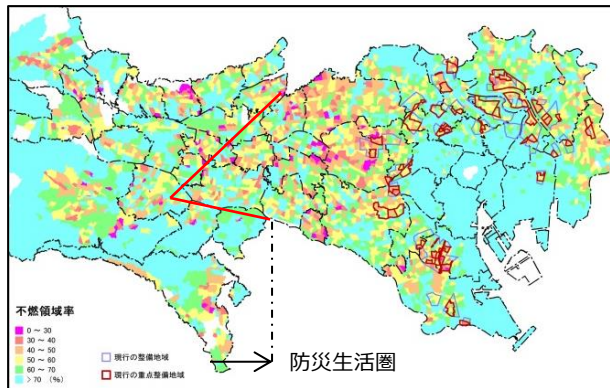 不燃領域率
0 ～ 30
30 ～ 40
40 ～ 50
50 ～ 60
60 ～ 70
> 70 （%）
現行の整備地域
現行の重点整備地域
防災生活圏